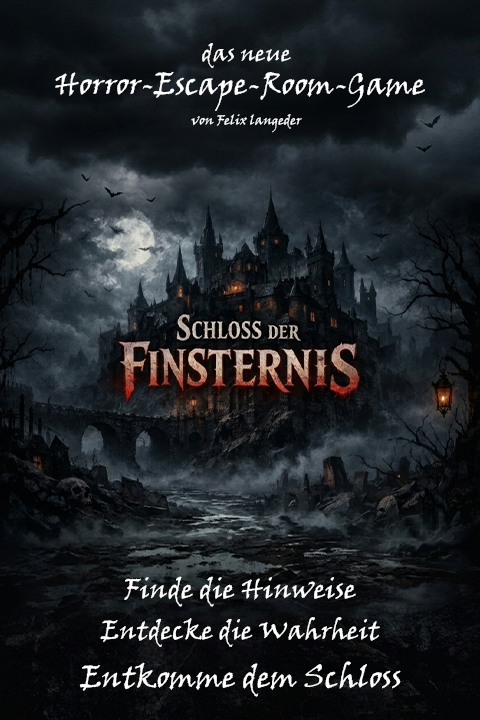 das neue
Horror-Escape-Room-Game
von Felix langeder
SCHLOSS DER
FINSTERNIS
Finde die Hinweise
Entdecke die Wahrheit
Entkomme dem Schloss